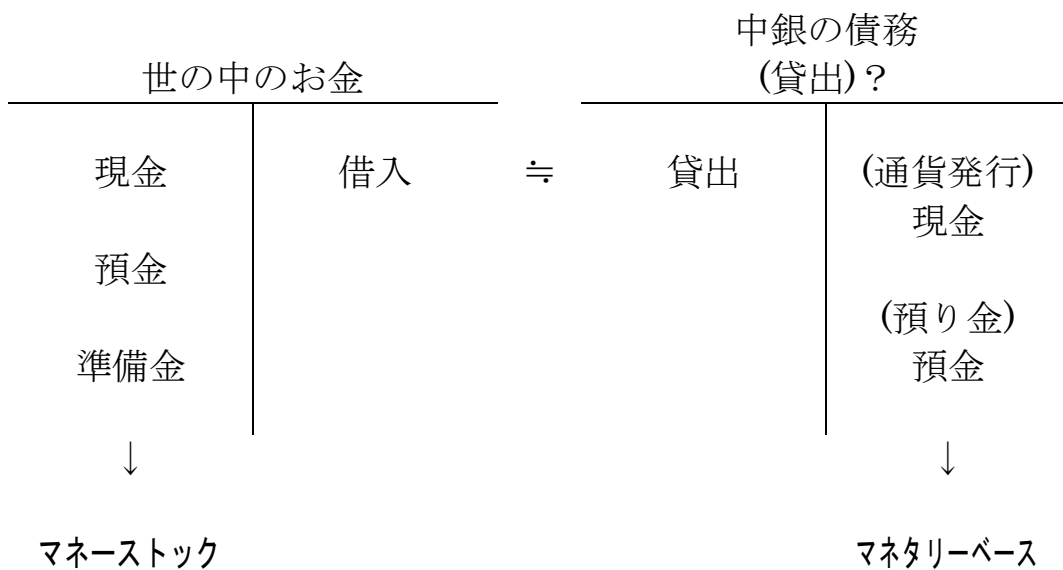 世の中のお金
中銀の債務
(貸出)？
現金
借入
≒
貸出
(通貨発行)
現金
預金
(預り金)
預金
準備金
↓
↓
マネーストック
マネタリーベース